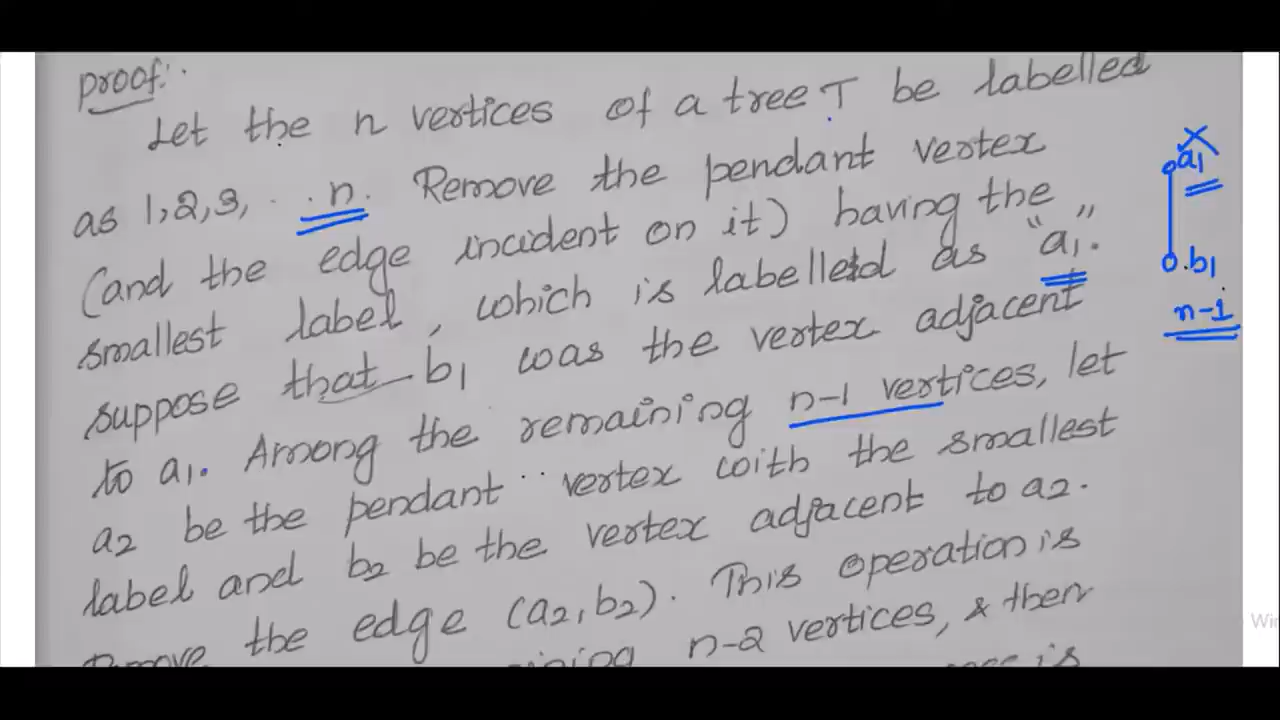 proof:.
Let the n vertices of a tree T be labelled
as 1,2,3, . . . n. Remove the pendant vertex
(and the edge incident on it) having the
smallest label, which is labelled as "a1".
suppose that b1 was the vertex adjacent
to a1. Among the remaining n-1 vertices, let
a2 be the pendant vertex with the smallest
label and b2 be the vertex adjacent to a2.
Remove the edge (a2, b2). This operation is
n-2 vertices, & then
is
a1
b1
n-1